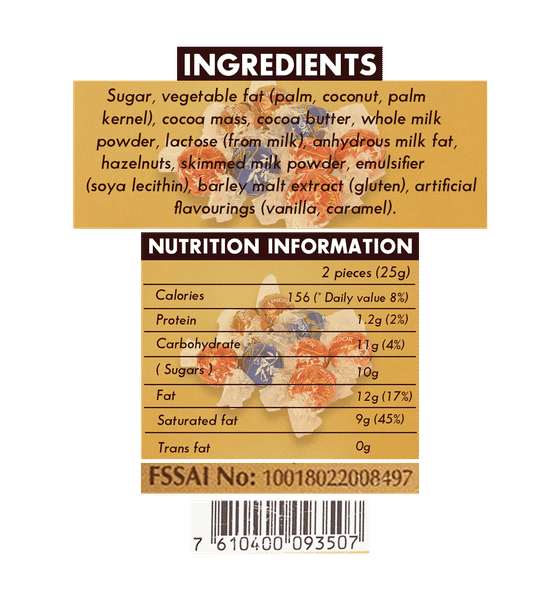 INGREDIENTS
Sugar, vegetable fat (palm, coconut, palm
kernel), cocoa mass, cocoa butter, whole milk
powder, lactose (from milk), anhydrous milk fat,
hazelnuts, skimmed milk powder, emulsifier
(soya lecithin), barley malt extract (gluten), artificial
flavourings (vanilla, caramel).
NUTRITION INFORMATION
2 pieces (25g)
Calories 156 (* Daily value 8%)
Protein 1.2g (2%)
Carbohydrate 11g (4%)
( Sugars ) 10g
Fat 12g (17%)
Saturated fat 9g (45%)
Trans fat 0g
FSSAI No: 10018022008497
7 610400 093507